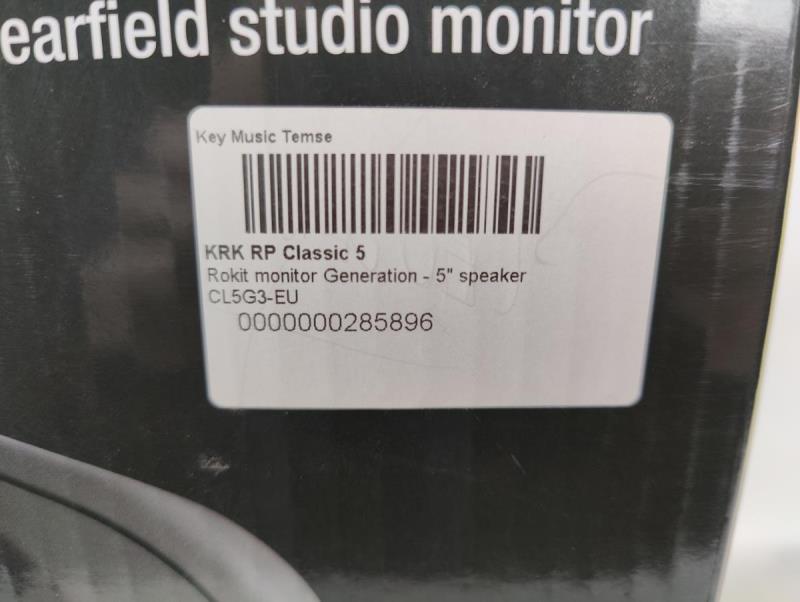 earfield studio monitor
Key Music Temse
KRK RP Classic 5
Rokit monitor Generation - 5" speaker
CL5G3-EU
0000000285896